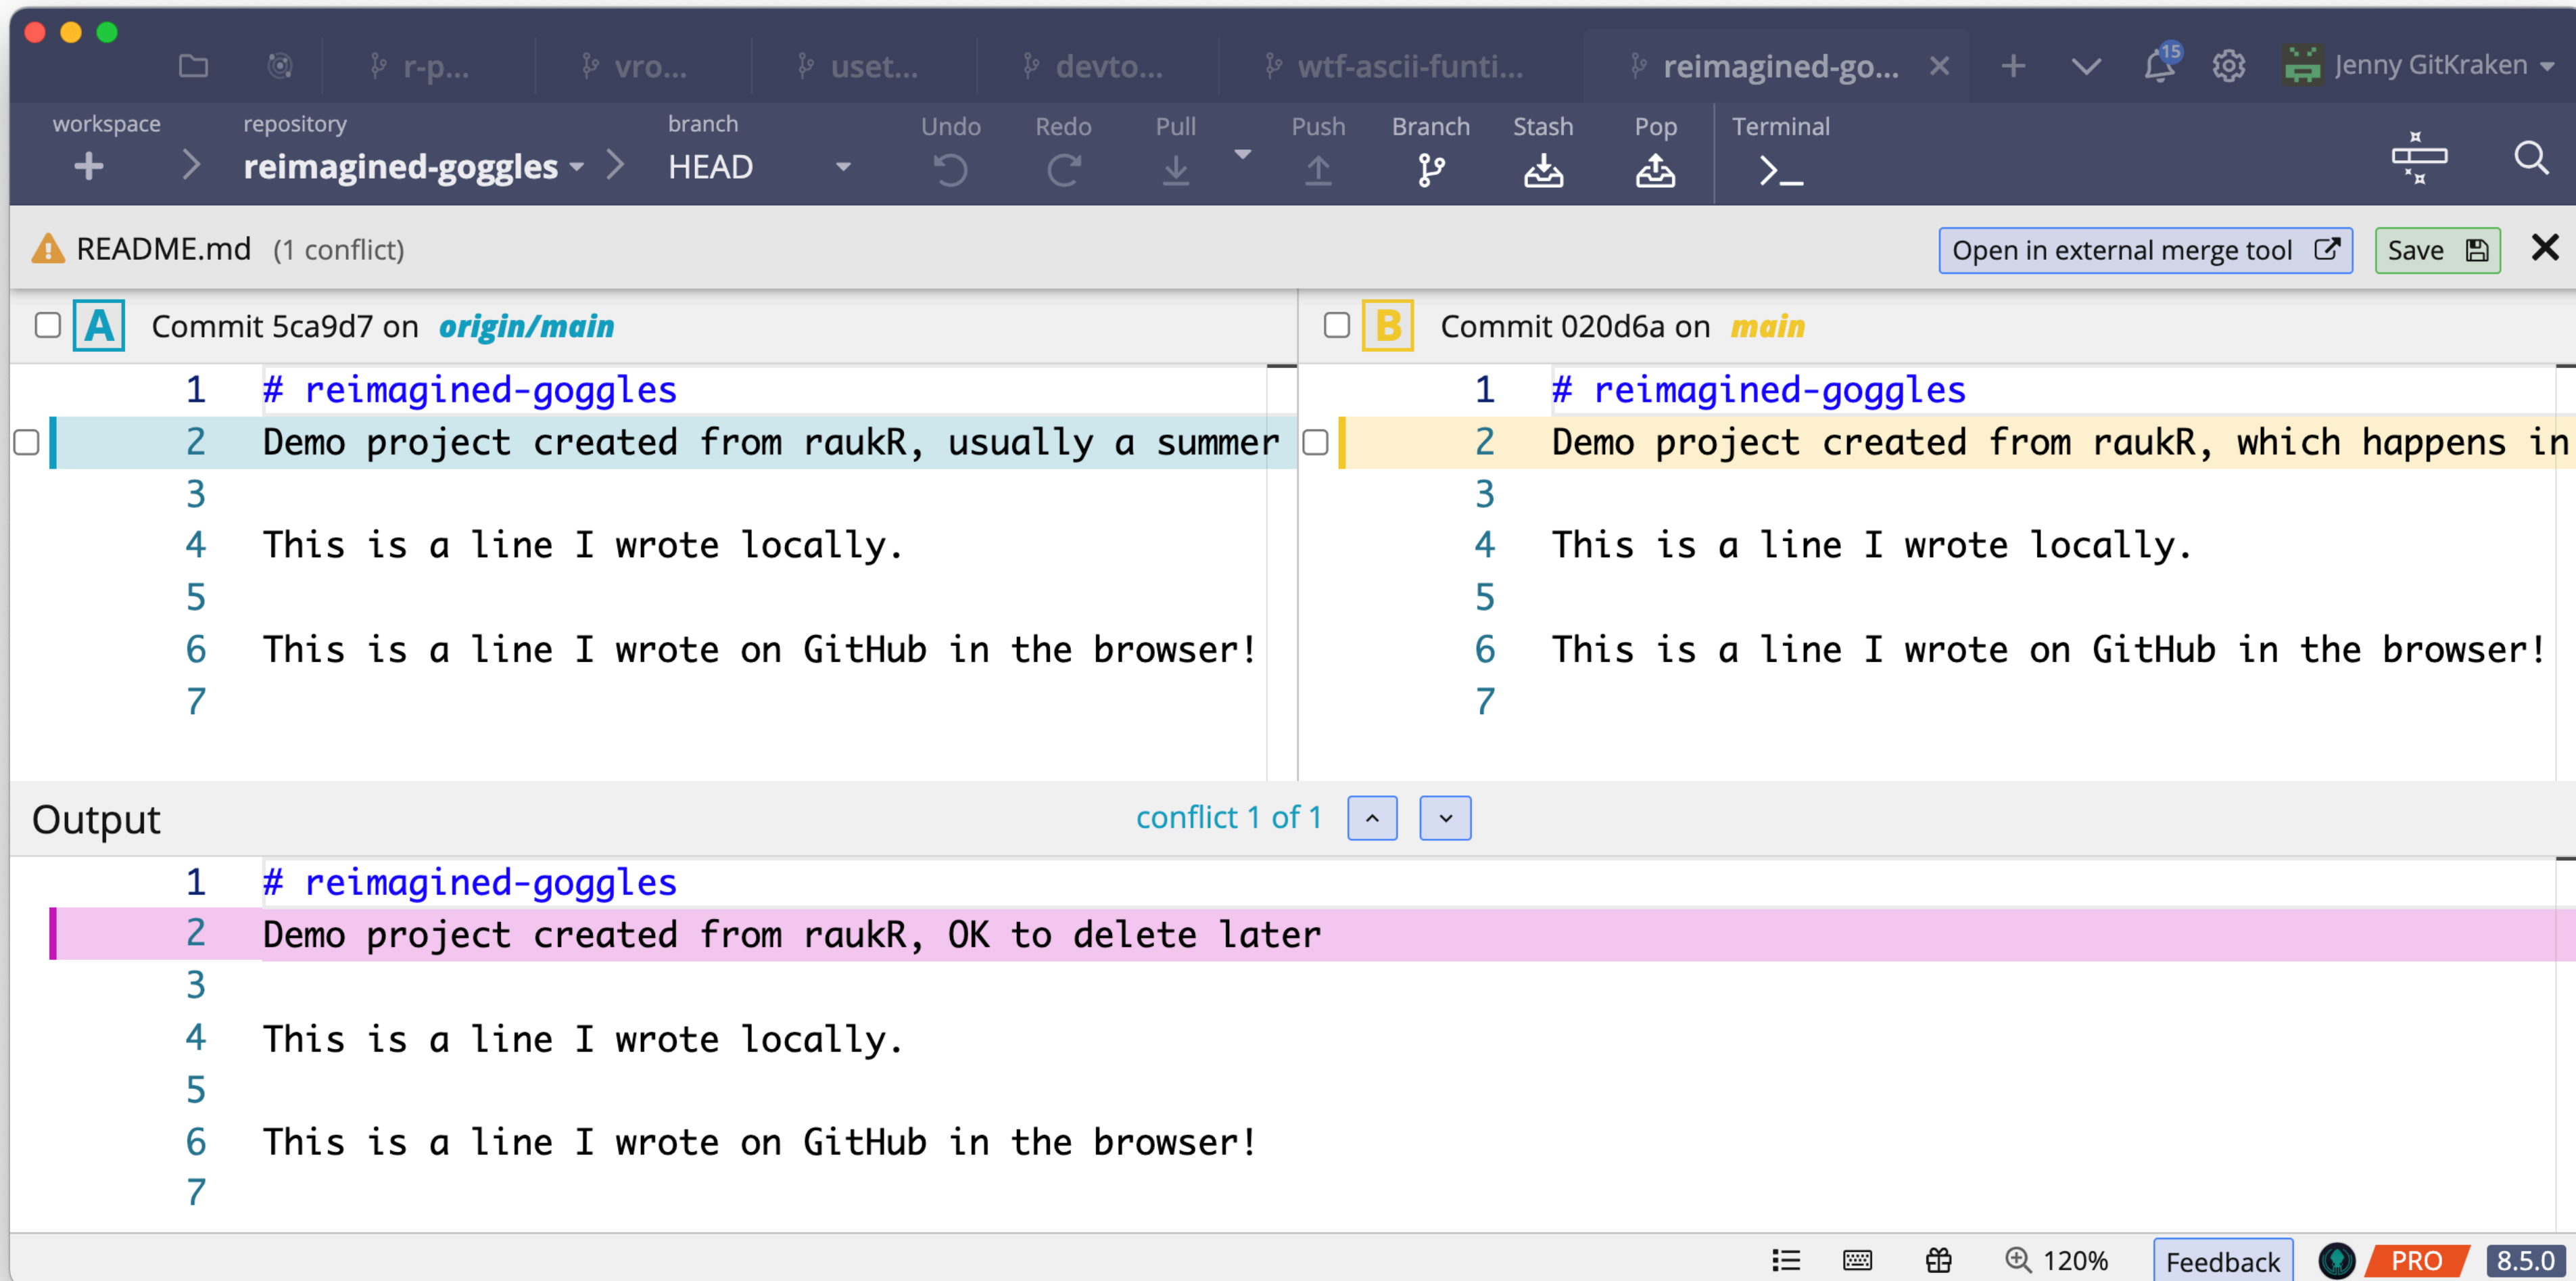 r-p... vro... uset... devto... wtf-ascii-funti... reimagined-go... 15 Jenny GitKraken
workspace repository branch Undo Redo Pull Push Branch Stash Pop Terminal
reimagined-goggles HEAD
README.md (1 conflict) Open in external merge tool Save
A Commit 5ca9d7 on origin/main
1 # reimagined-goggles
2 Demo project created from raukR, usually a summer
3
4 This is a line I wrote locally.
5
6 This is a line I wrote on GitHub in the browser!
7
B Commit 020d6a on main
1 # reimagined-goggles
2 Demo project created from raukR, which happens in
3
4 This is a line I wrote locally.
5
6 This is a line I wrote on GitHub in the browser!
7
Output conflict 1 of 1
1 # reimagined-goggles
2 Demo project created from raukR, OK to delete later
3
4 This is a line I wrote locally.
5
6 This is a line I wrote on GitHub in the browser!
7
120% Feedback PRO 8.5.0